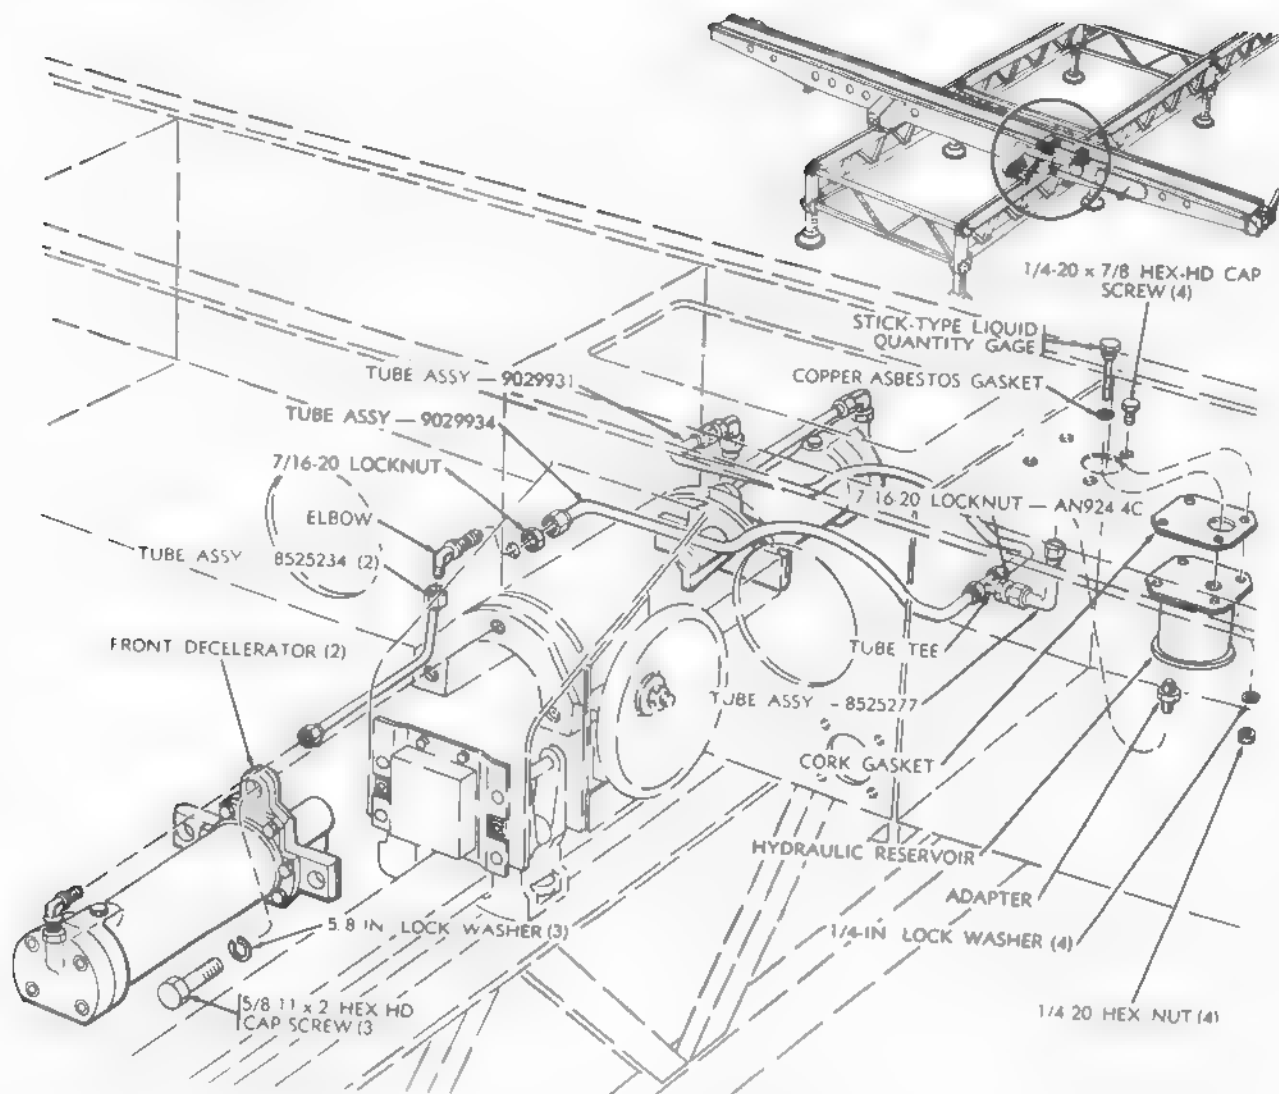 1/4-20 x 7/8 HEX-HD CAP
SCREW (4)
STICK-TYPE LIQUID
QUANTITY GAGE
COPPER ASBESTOS GASKET
TUBE ASSY — 9029931
TUBE ASSY — 9029934
7/16-20 LOCKNUT
7 16-20 LOCKNUT — AN924 4C
ELBOW
TUBE ASSY 8525234 (2)
FRONT DECELERATOR (2)
TUBE TEE
TUBE ASSY - 8525277
CORK GASKET
HYDRAULIC RESERVOIR
ADAPTER
5 8 IN LOCK WASHER (3)
1/4-IN LOCK WASHER (4)
5/8 11 x 2 HEX HD
CAP SCREW (3
1/4 20 HEX NUT (4)